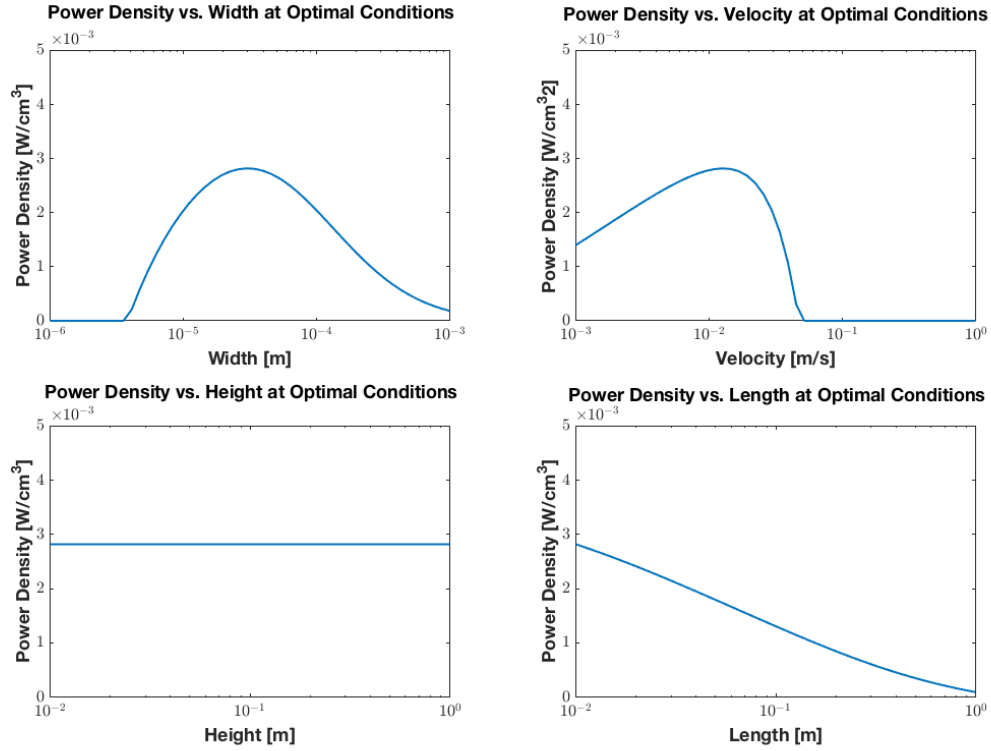 Power Density vs. Width at Optimal Conditions
×10⁻³
5
4
3
2
1
0
Power Density [W/cm³]
10⁻⁶ 10⁻⁵ 10⁻⁴ 10⁻³
Width [m]
Power Density vs. Velocity at Optimal Conditions
×10⁻³
5
4
3
2
1
0
Power Density [W/cm³2]
10⁻³ 10⁻² 10⁻¹ 10⁰
Velocity [m/s]
Power Density vs. Height at Optimal Conditions
×10⁻³
5
4
3
2
1
0
Power Density [W/cm³]
10⁻² 10⁻¹ 10⁰
Height [m]
Power Density vs. Length at Optimal Conditions
×10⁻³
5
4
3
2
1
0
Power Density [W/cm³]
10⁻² 10⁻¹ 10⁰
Length [m]